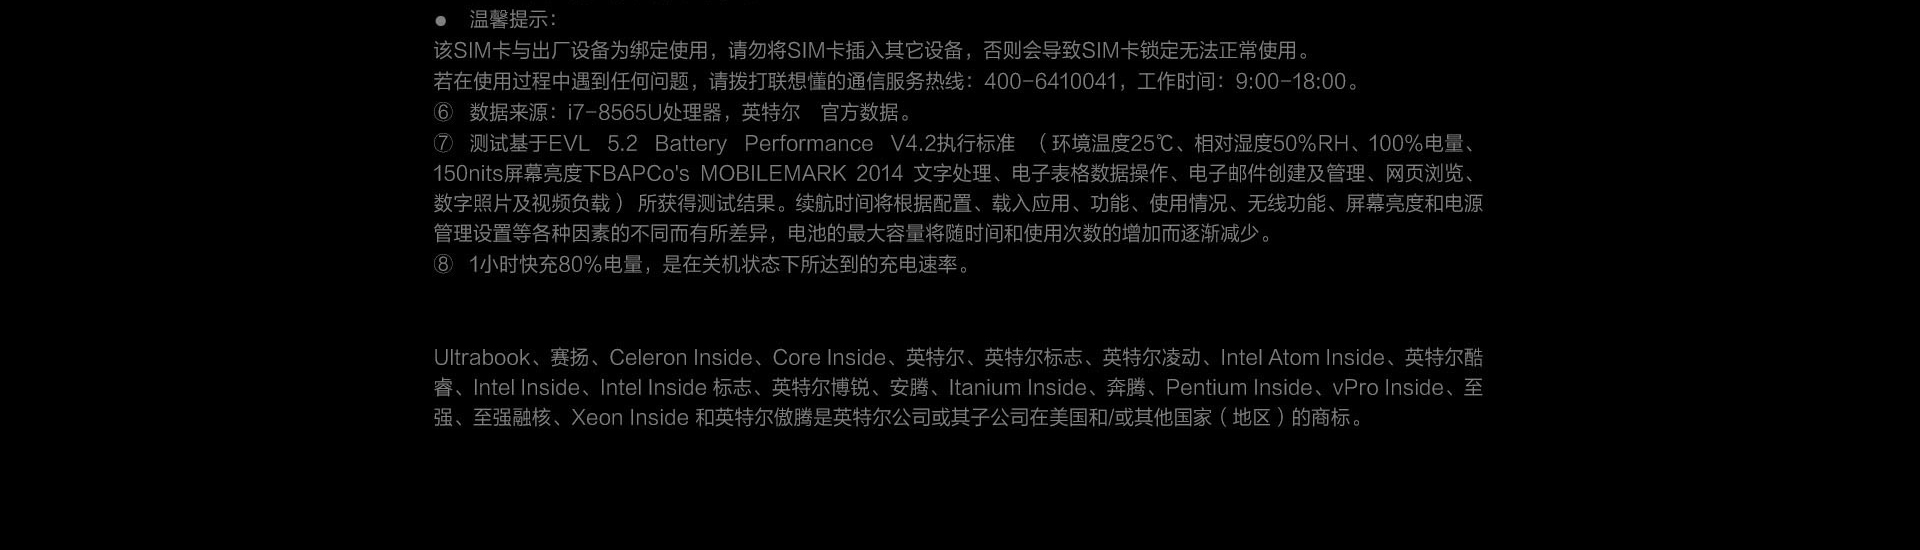 ● 温馨提示：
该SIM卡与出厂设备为绑定使用，请勿将SIM卡插入其它设备，否则会导致SIM卡锁定无法正常使用。
若在使用过程中遇到任何问题，请拨打联想懂的通信服务热线：400-6410041，工作时间：9:00-18:00。
⑥ 数据来源：i7-8565U处理器，英特尔 官方数据。
⑦ 测试基于EVL 5.2 Battery Performance V4.2执行标准 （环境温度25℃、相对湿度50%RH、100%电量、
150nits屏幕亮度下BAPCo's MOBILEMARK 2014 文字处理、电子表格数据操作、电子邮件创建及管理、网页浏览、
数字照片及视频负载） 所获得测试结果。续航时间将根据配置、载入应用、功能、使用情况、无线功能、屏幕亮度和电源
管理设置等各种因素的不同而有所差异，电池的最大容量将随时间和使用次数的增加而逐渐减少。
⑧ 1小时快充80%电量，是在关机状态下所达到的充电速率。
Ultrabook、赛扬、Celeron Inside、Core Inside、英特尔、英特尔标志、英特尔凌动、Intel Atom Inside、英特尔酷
睿、Intel Inside、Intel Inside 标志、英特尔博锐、安腾、Itanium Inside、奔腾、Pentium Inside、vPro Inside、至
强、至强融核、Xeon Inside 和英特尔傲腾是英特尔公司或其子公司在美国和/或其他国家（地区）的商标。